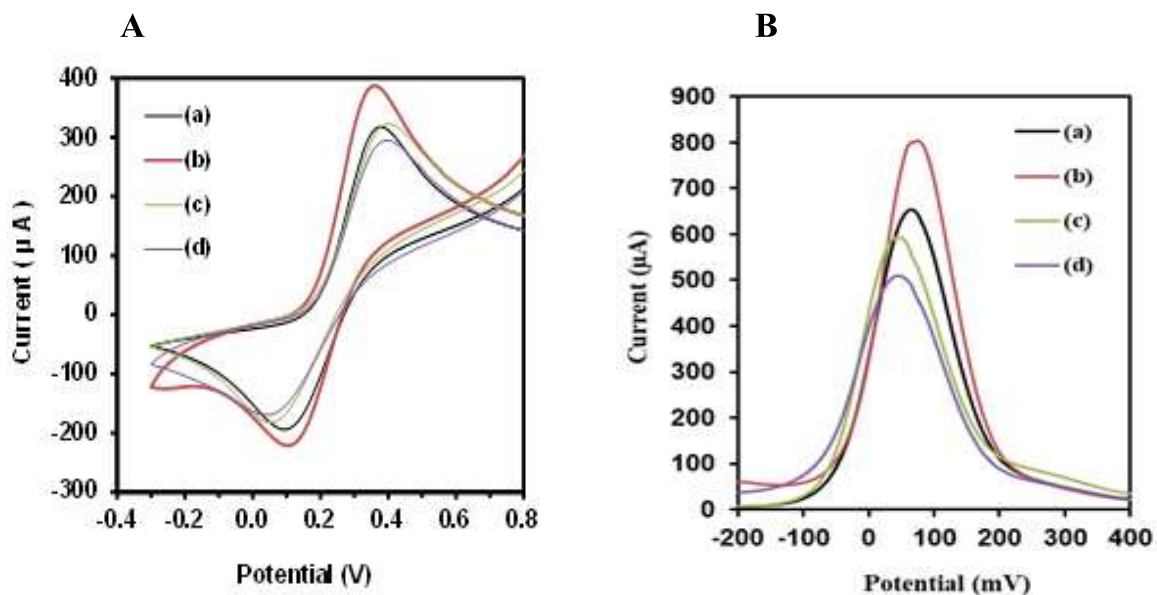 A
400
300
200
100
0
-100
-200
-300
Current ( µ A )
(a)
(b)
(c)
(d)
-0.4
-0.2
0.0
0.2
0.4
0.6
0.8
Potential (V)
B
900
800
700
600
500
400
300
200
100
0
Current (µA)
(a)
(b)
(c)
(d)
-200
-100
0
100
200
300
400
Potential (mV)